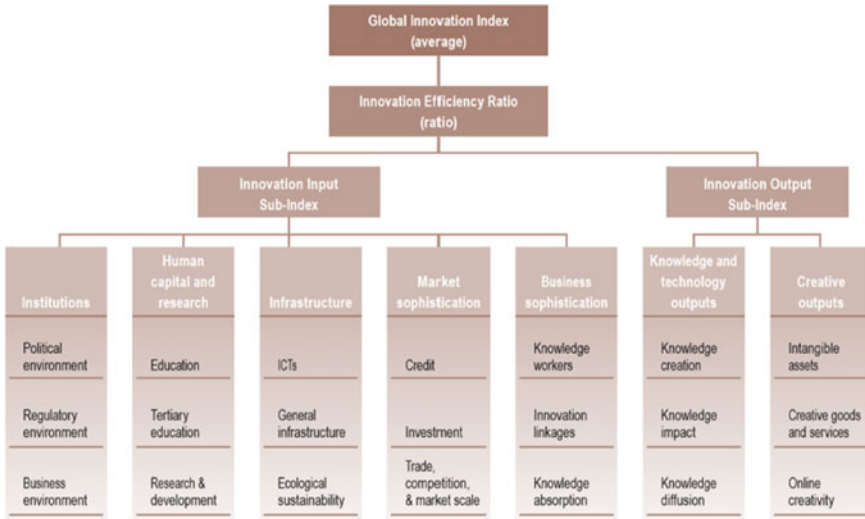 Global Innovation Index
(average)
Innovation Efficiency Ratio
(ratio)
Innovation Input
Sub-Index
Innovation Output
Sub-Index
Institutions
Human
capital and
research
Infrastructure
Market
sophistication
Business
sophistication
Knowledge and
technology
outputs
Creative
outputs
Political
environment
Education
ICTs
Credit
Knowledge
workers
Knowledge
creation
Intangible
assets
Regulatory
environment
Tertiary
education
General
infrastructure
Investment
Innovation
linkages
Knowledge
impact
Creative goods
and services
Business
environment
Research &
development
Ecological
sustainability
Trade,
competition,
& market scale
Knowledge
absorption
Knowledge
diffusion
Online
creativity